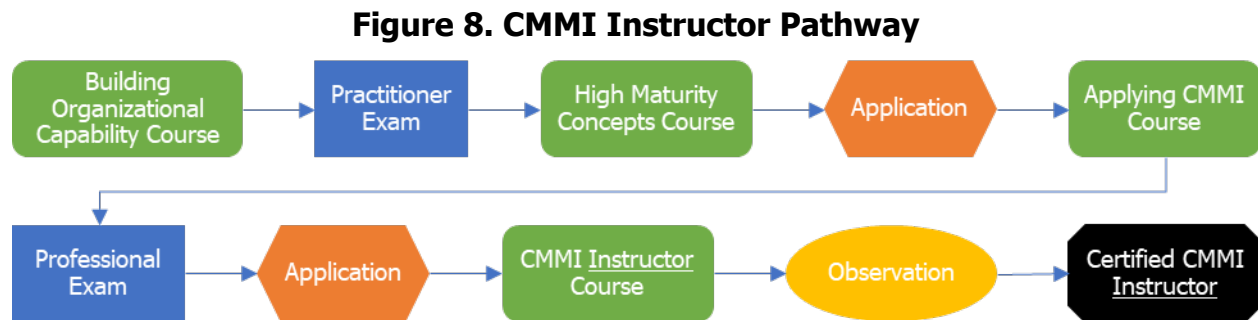 Figure 8. CMMI Instructor Pathway
Building
Organizational
Capability Course
Practitioner
Exam
High Maturity
Concepts Course
Application
Applying CMMI
Course
Professional
Exam
Application
CMMI Instructor
Course
Observation
Certified CMMI
Instructor